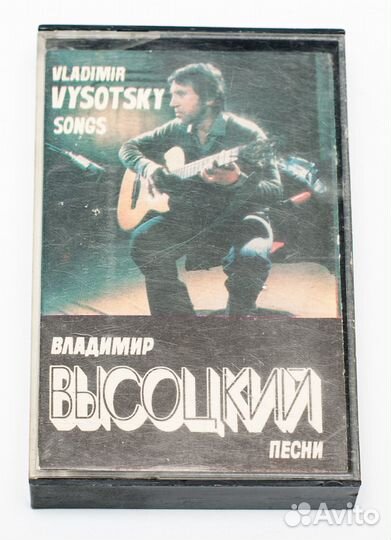 VLADIMIR
VYSOTSKY
SONGS
ВЛАДИМИР
ВЫСОЦКИЙ
ПЕСНИ
Avito